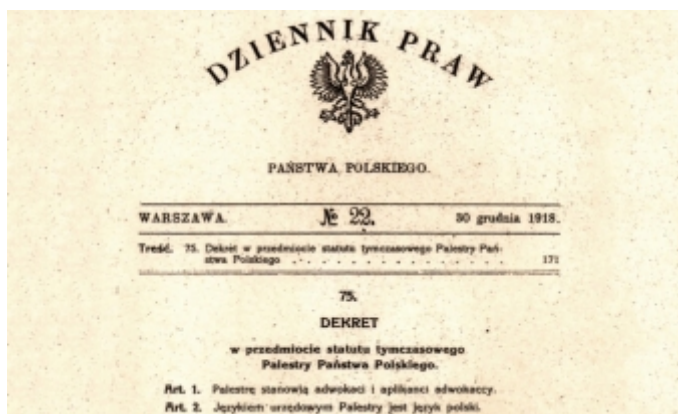 DZIENNIK PRAW
PAŃSTWA POLSKIEGO.
WARSZAWA. № 22. 30 grudnia 1918.
Treść. 75. Dekret w przedmiocie statutu tymczasowego Palestry Pań-
stwa Polskiego . . . . . . . . . . . . . . 171
75.
DEKRET
w przedmiocie statutu tymczasowego
Palestry Państwa Polskiego.
Art. 1. Palestrę stanowią adwokaci i aplikanci adwokaccy.
Art. 2. Językiem urzędowym Palestry jest język polski.